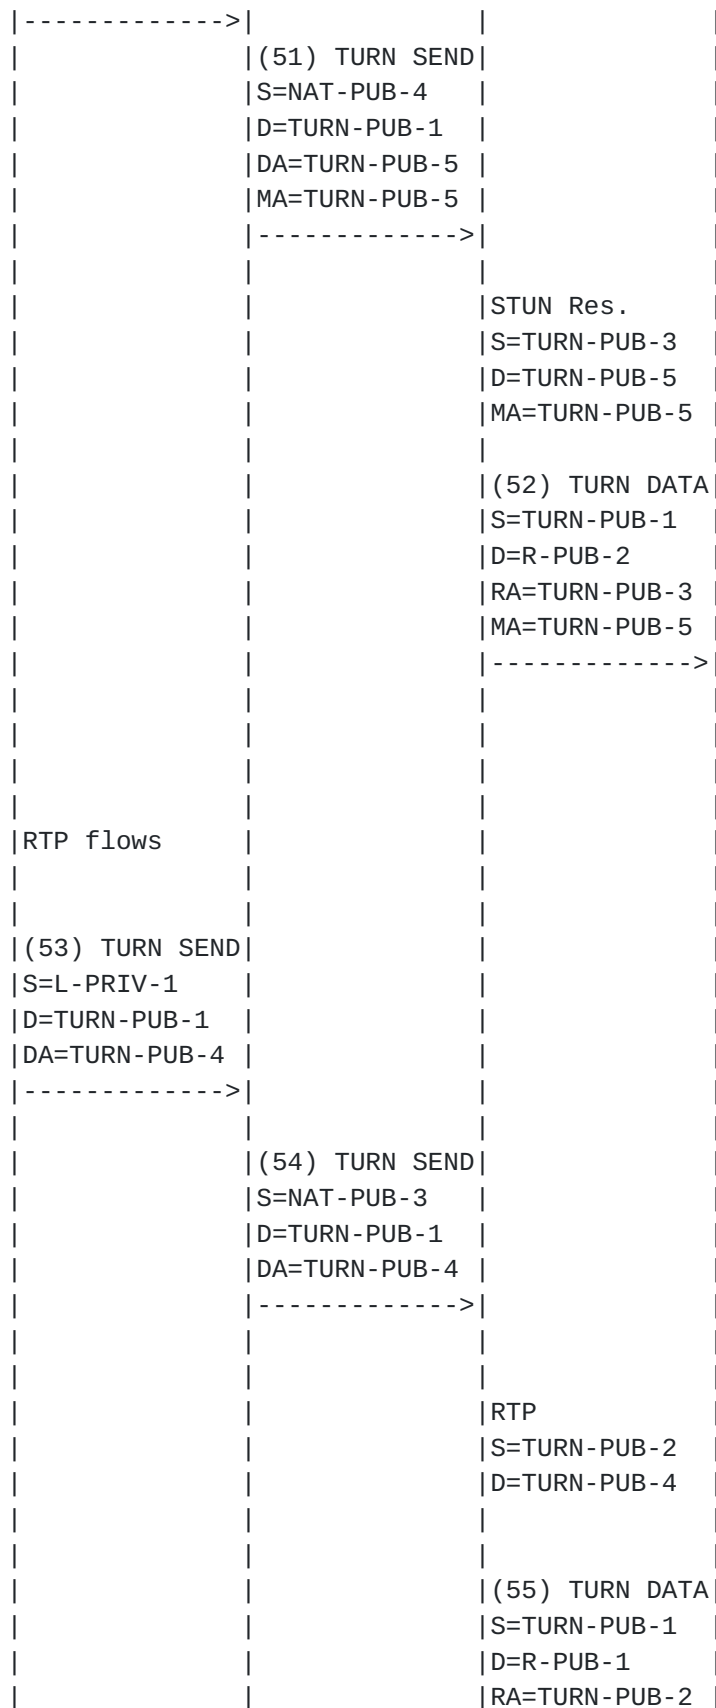 |------------->|              |              |
|              |(51) TURN SEND|              |
|              |S=NAT-PUB-4   |              |
|              |D=TURN-PUB-1  |              |
|              |DA=TURN-PUB-5 |              |
|              |MA=TURN-PUB-5 |              |
|              |------------->|              |
|              |              |              |
|              |              |STUN Res.     |
|              |              |S=TURN-PUB-3  |
|              |              |D=TURN-PUB-5  |
|              |              |MA=TURN-PUB-5 |
|              |              |              |
|              |              |(52) TURN DATA|
|              |              |S=TURN-PUB-1  |
|              |              |D=R-PUB-2     |
|              |              |RA=TURN-PUB-3 |
|              |              |MA=TURN-PUB-5 |
|              |              |------------->|
|              |              |              |
|              |              |              |
|              |              |              |
|              |              |              |
|RTP flows     |              |              |
|              |              |              |
|              |              |              |
|(53) TURN SEND|              |              |
|S=L-PRIV-1    |              |              |
|D=TURN-PUB-1  |              |              |
|DA=TURN-PUB-4 |              |              |
|------------->|              |              |
|              |              |              |
|              |(54) TURN SEND|              |
|              |S=NAT-PUB-3   |              |
|              |D=TURN-PUB-1  |              |
|              |DA=TURN-PUB-4 |              |
|              |------------->|              |
|              |              |              |
|              |              |              |
|              |              |RTP           |
|              |              |S=TURN-PUB-2  |
|              |              |D=TURN-PUB-4  |
|              |              |              |
|              |              |              |
|              |              |(55) TURN DATA|
|              |              |S=TURN-PUB-1  |
|              |              |D=R-PUB-1     |
|              |              |RA=TURN-PUB-2 |